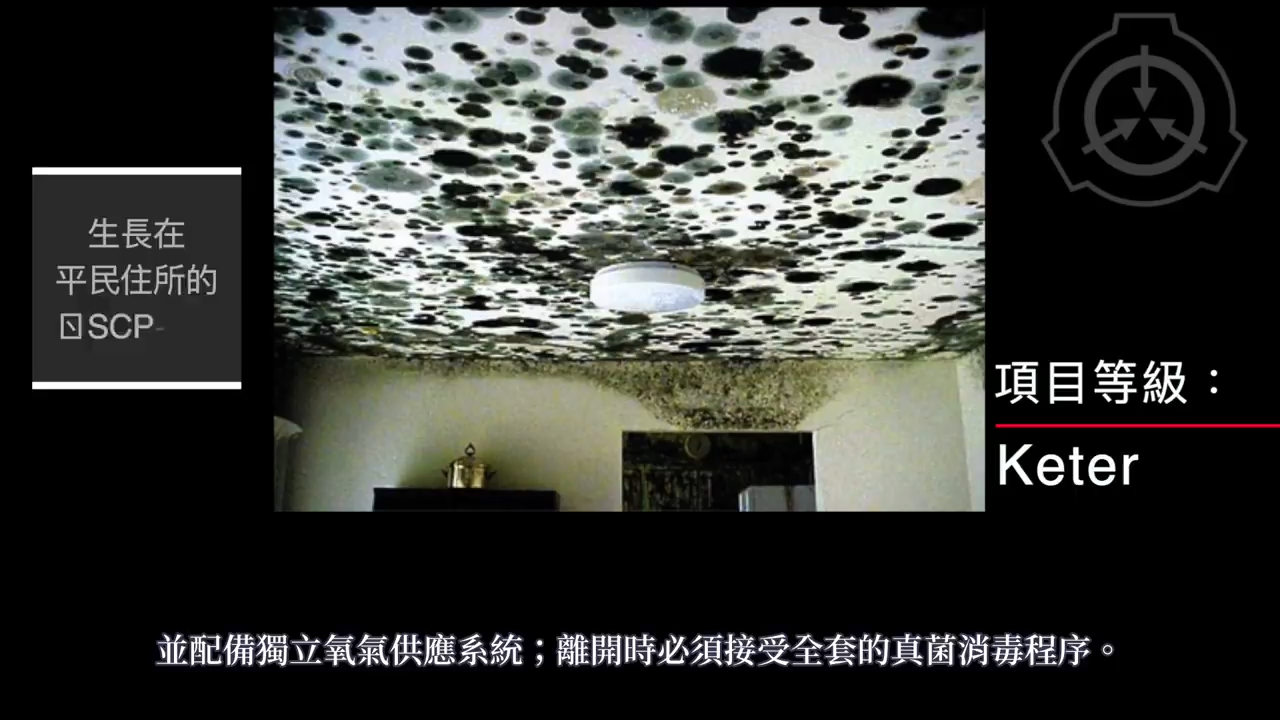 生長在
平民住所的
SCP-
項目等級：
Keter
並配備獨立氧氣供應系統；離開時必須接受全套的真菌消毒程序。